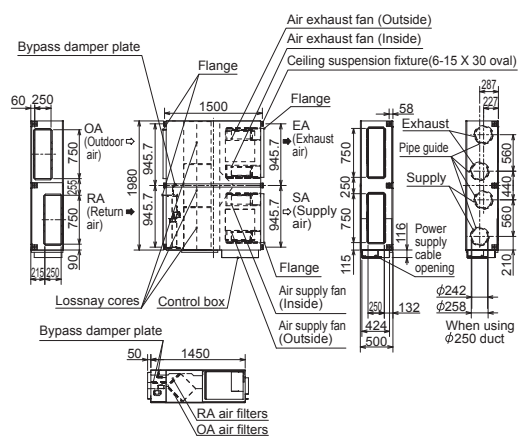 Air exhaust fan (Outside)
Air exhaust fan (Inside)
Bypass damper plate
Flange
Ceiling suspension fixture(6-15 X 30 oval)
Flange
1500
58
287
227
60 250
OA
(Outdoor
air)
EA
(Exhaust
air)
Exhaust
Pipe guide
Supply
750
255
750
90
215 250
RA
(Return
air)
1980
945.7
945.7
945.7
945.7
SA
(Supply
air)
750
250
750
115
116
560
440
560
210
Power
supply
cable
opening
Flange
Lossnay cores
Control box
Air supply fan
(Inside)
Air supply fan
(Outside)
250 132
424
500
ϕ242
ϕ258
When using
ϕ250 duct
Bypass damper plate
50 1450
RA air filters
OA air filters